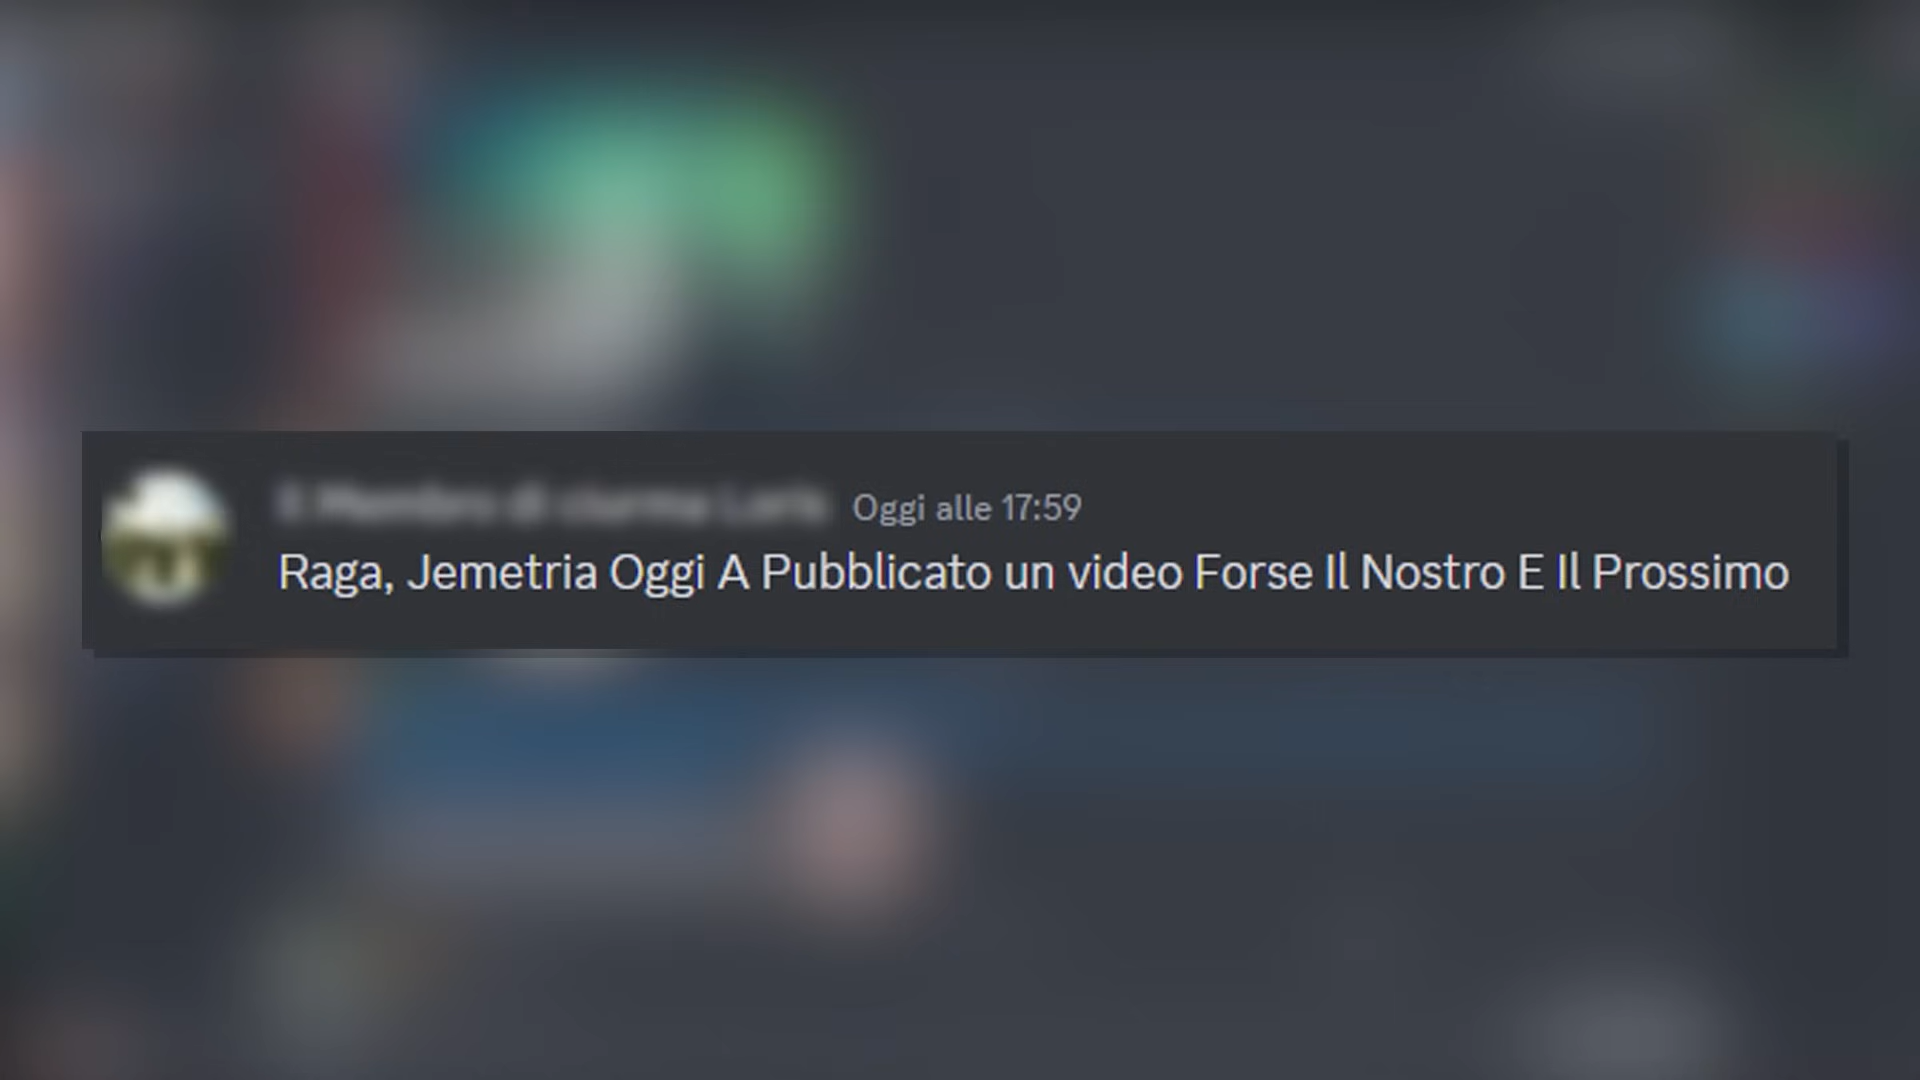 Oggi alle 17:59
Raga, Jemetria Oggi A Pubblicato un video Forse Il Nostro E Il Prossimo